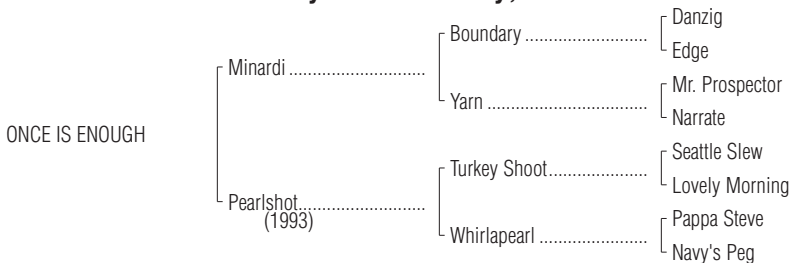 Danzig
Boundary ..........................
Edge
Minardi ............................
Mr. Prospector
Yarn .................................
Narrate
ONCE IS ENOUGH
Seattle Slew
Turkey Shoot.....................
Lovely Morning
Pearlshot...........................
(1993)
Pappa Steve
Whirlapearl .......................
Navy's Peg